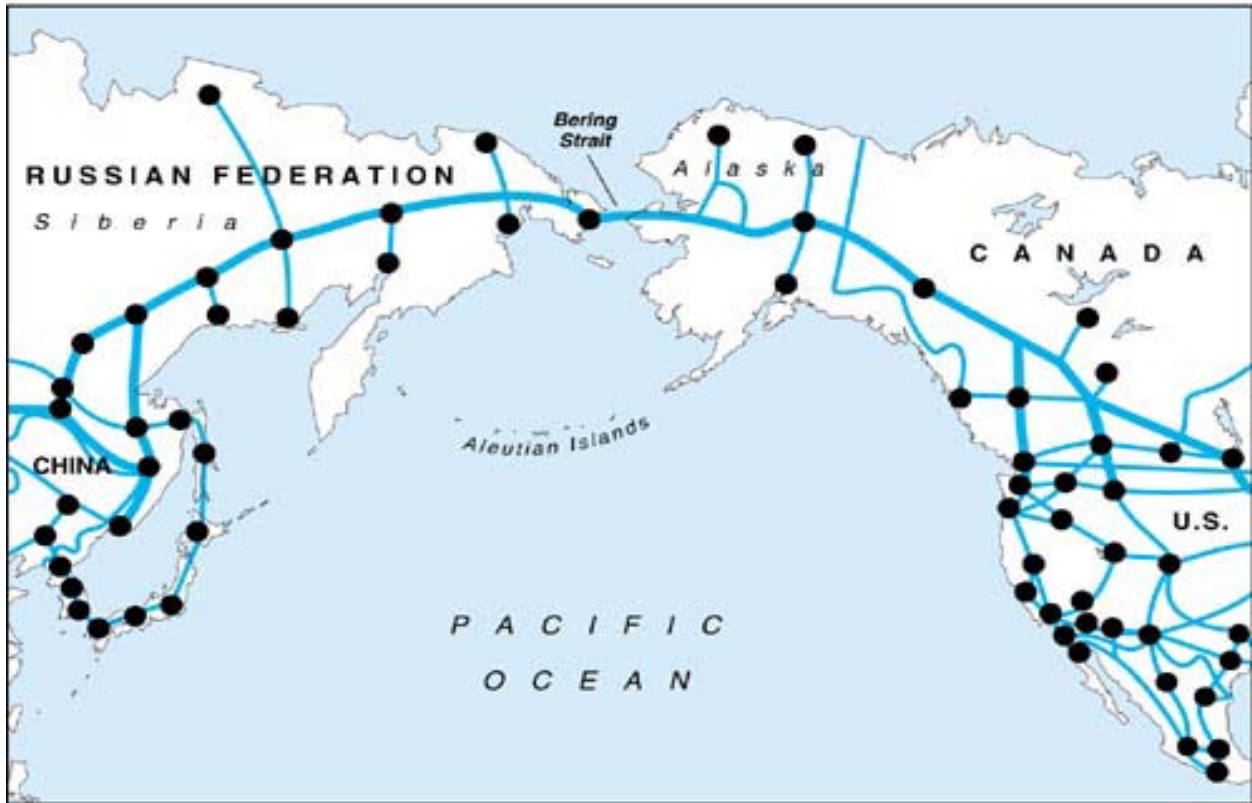 Bering
Strait
Alaska
RUSSIAN FEDERATION
Siberia
CANADA
Aleutian Islands
CHINA
U.S.
PACIFIC
OCEAN